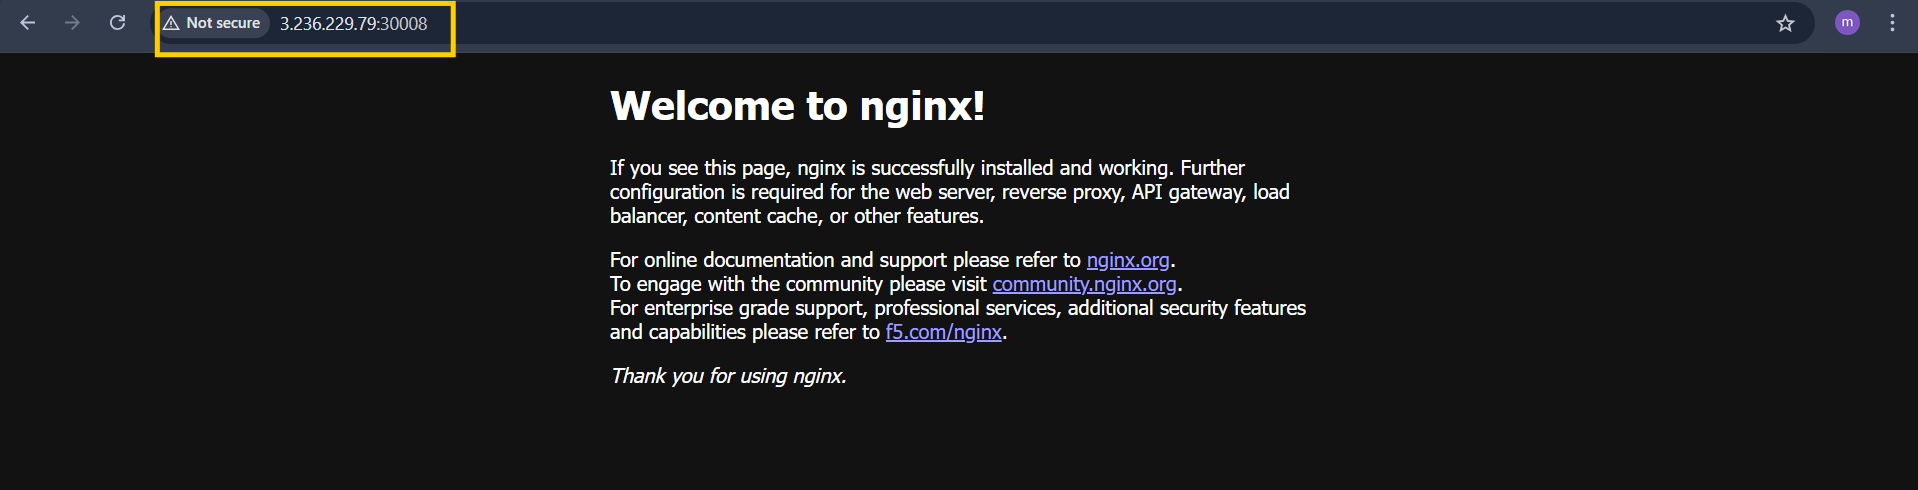 Not secure 3.236.229.79:30008 m
Welcome to nginx!
If you see this page, nginx is successfully installed and working. Further
configuration is required for the web server, reverse proxy, API gateway, load
balancer, content cache, or other features.
For online documentation and support please refer to nginx.org.
To engage with the community please visit community.nginx.org.
For enterprise grade support, professional services, additional security features
and capabilities please refer to f5.com/nginx.
Thank you for using nginx.